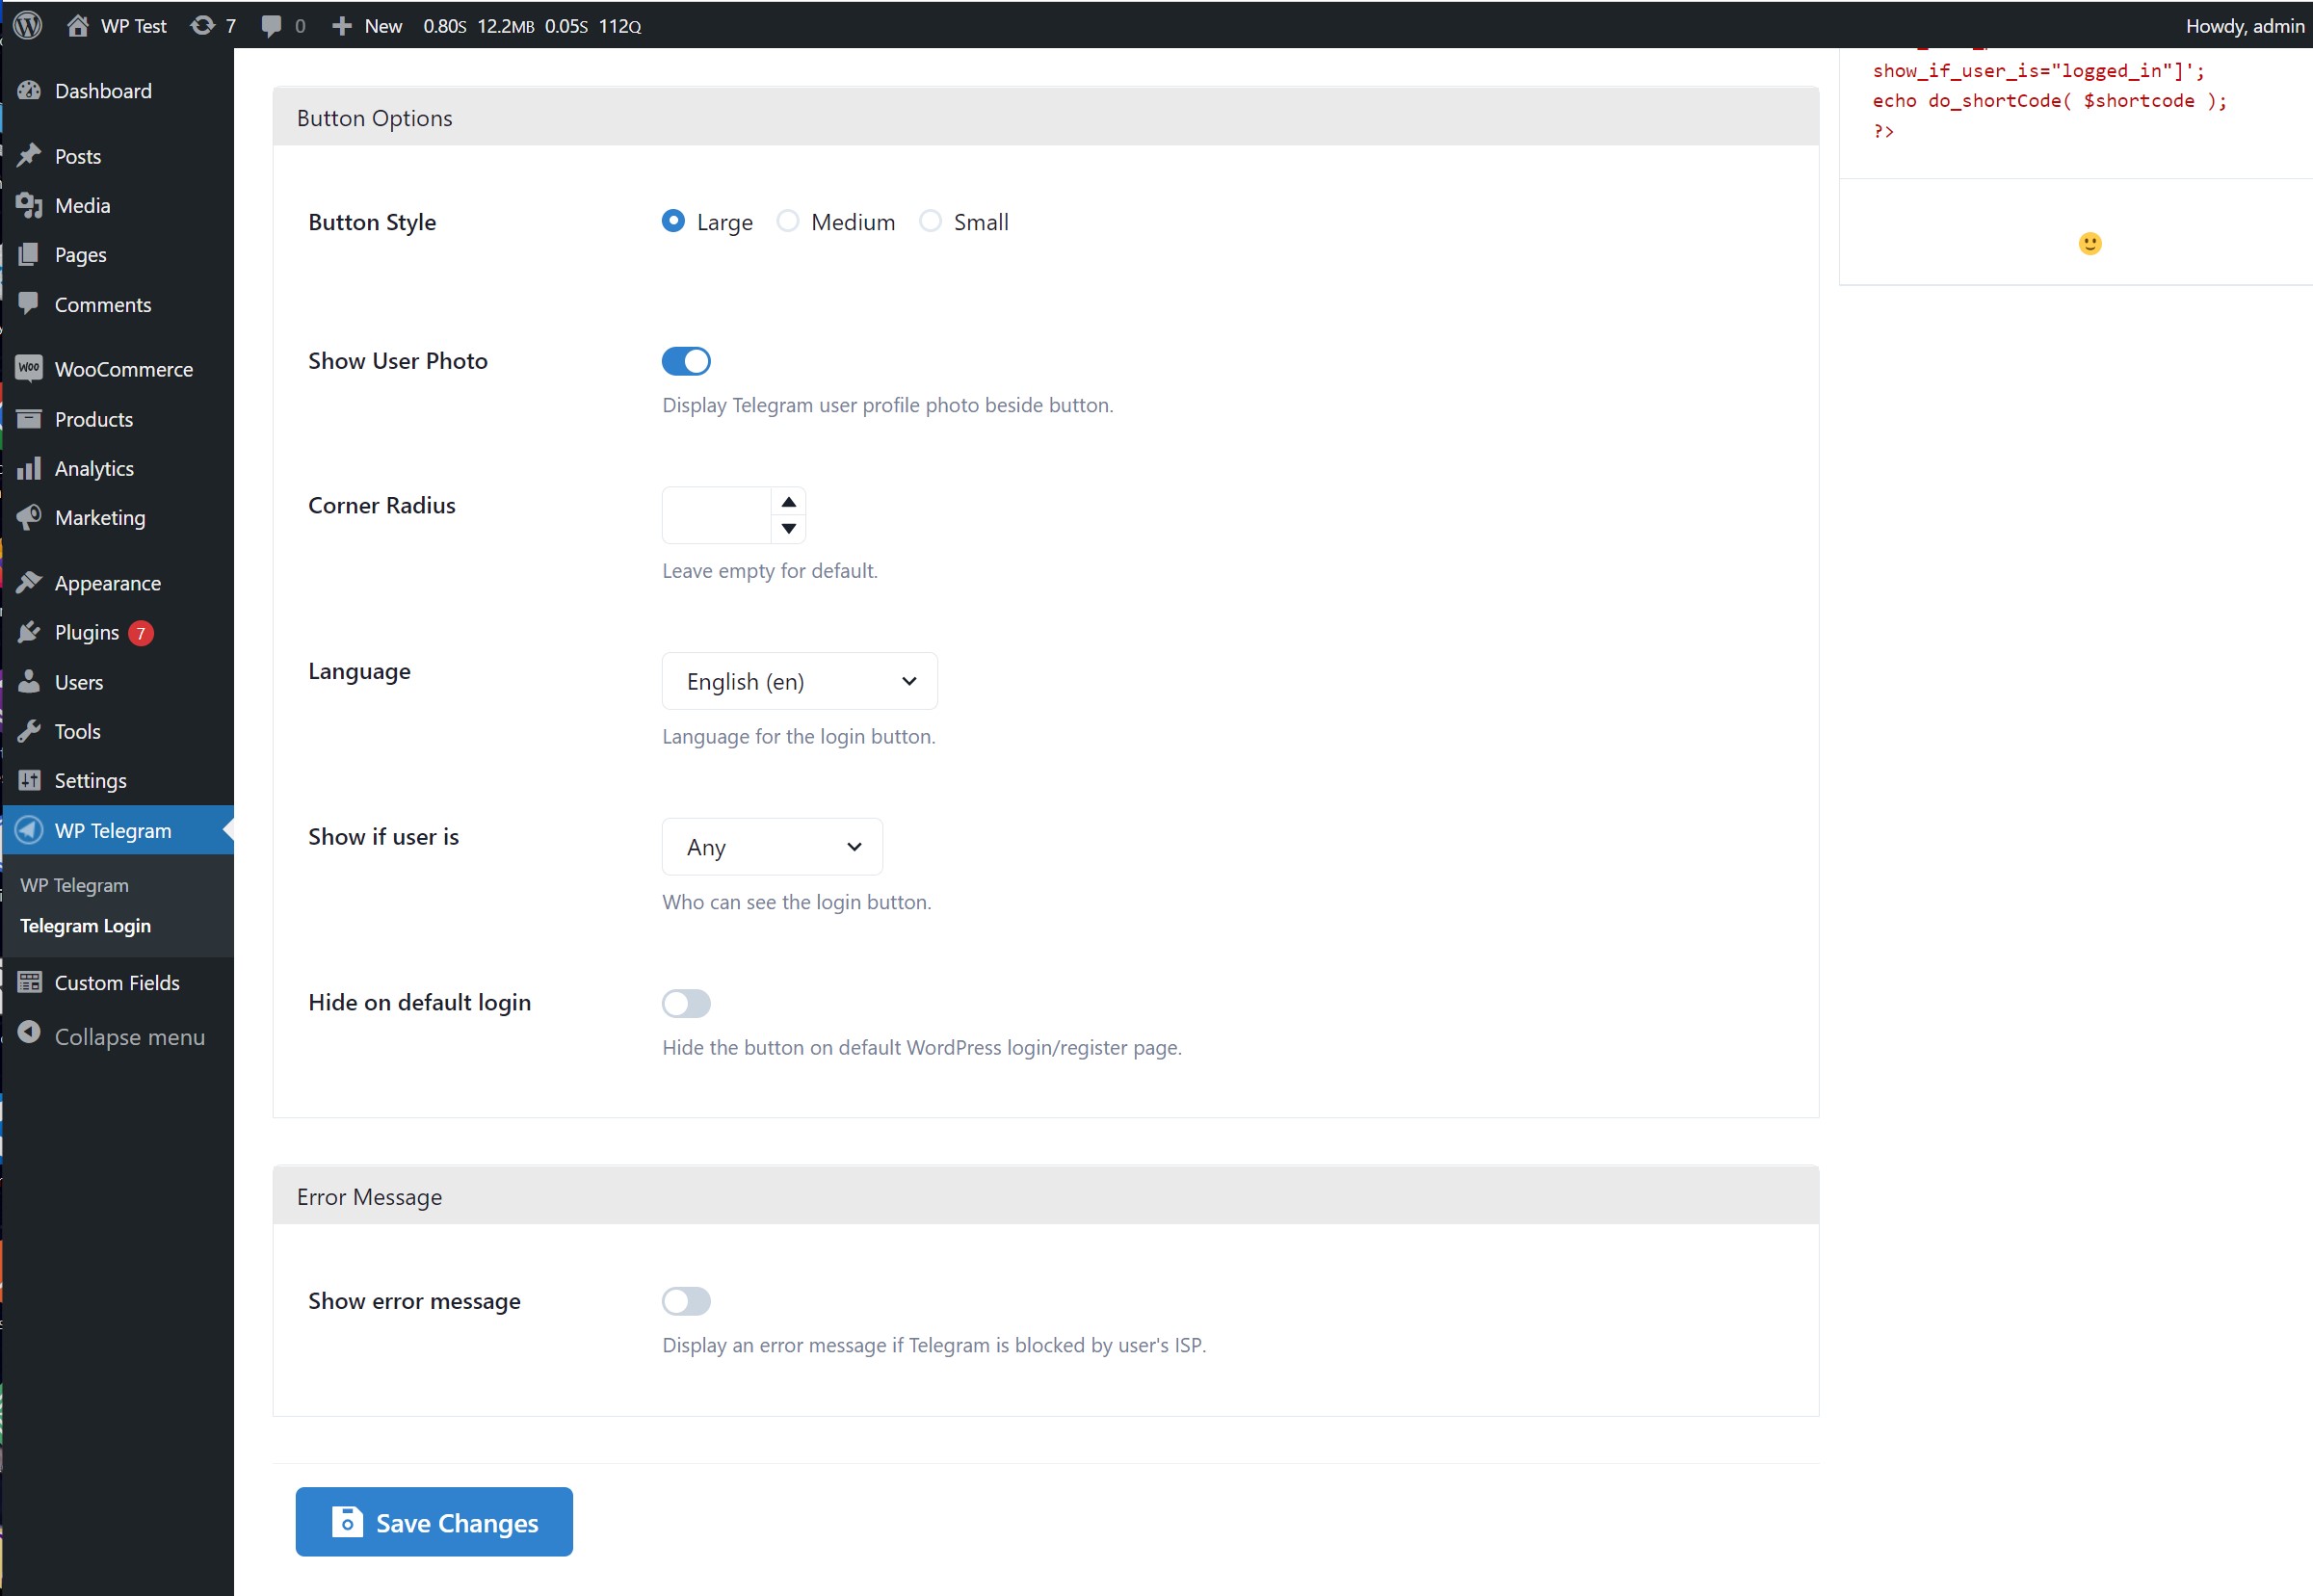 WP Test 7 0 New 0.80S 12.2MB 0.05S 112Q Howdy, admin
Dashboard
Posts
Media
Pages
Comments
WooCommerce
Products
Analytics
Marketing
Appearance
Plugins 7
Users
Tools
Settings
WP Telegram
WP Telegram
Telegram Login
Custom Fields
Collapse menu
Button Options
Button Style
Large Medium Small
Show User Photo
Display Telegram user profile photo beside button.
Corner Radius
Leave empty for default.
Language
English (en)
Language for the login button.
Show if user is
Any
Who can see the login button.
Hide on default login
Hide the button on default WordPress login/register page.
Error Message
Show error message
Display an error message if Telegram is blocked by user's ISP.
Save Changes
show_if_user_is="logged_in"]';
echo do_shortCode( $shortcode );
?>